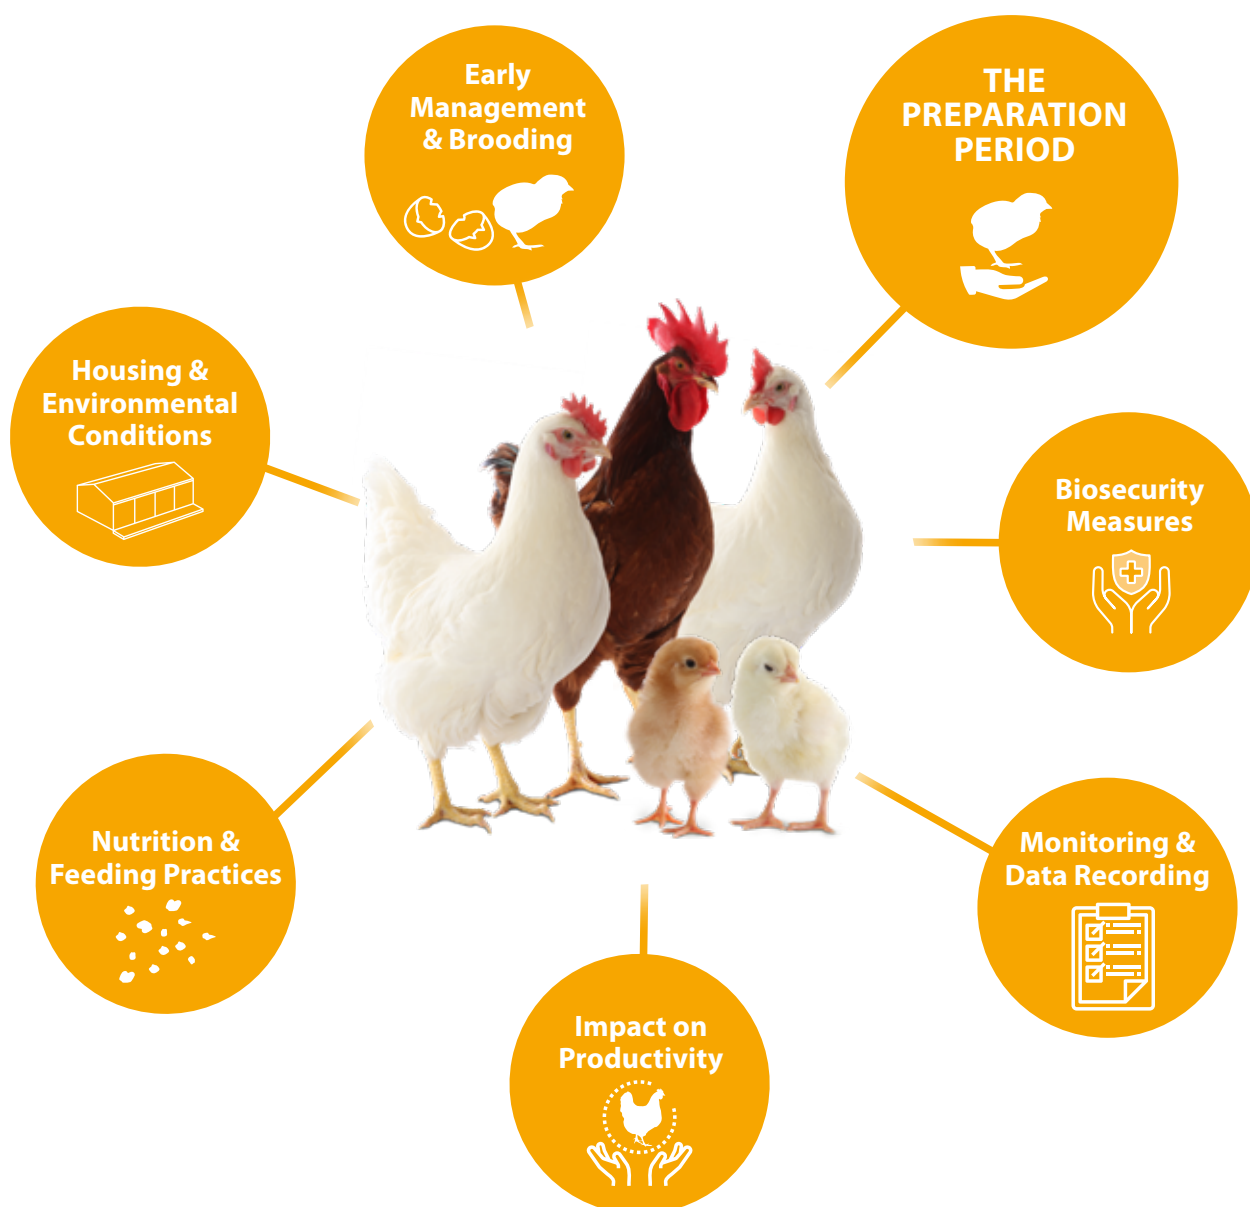 Early
Management
& Brooding
THE
PREPARATION
PERIOD
Housing &
Environmental
Conditions
Biosecurity
Measures
Nutrition &
Feeding Practices
Monitoring &
Data Recording
Impact on
Productivity